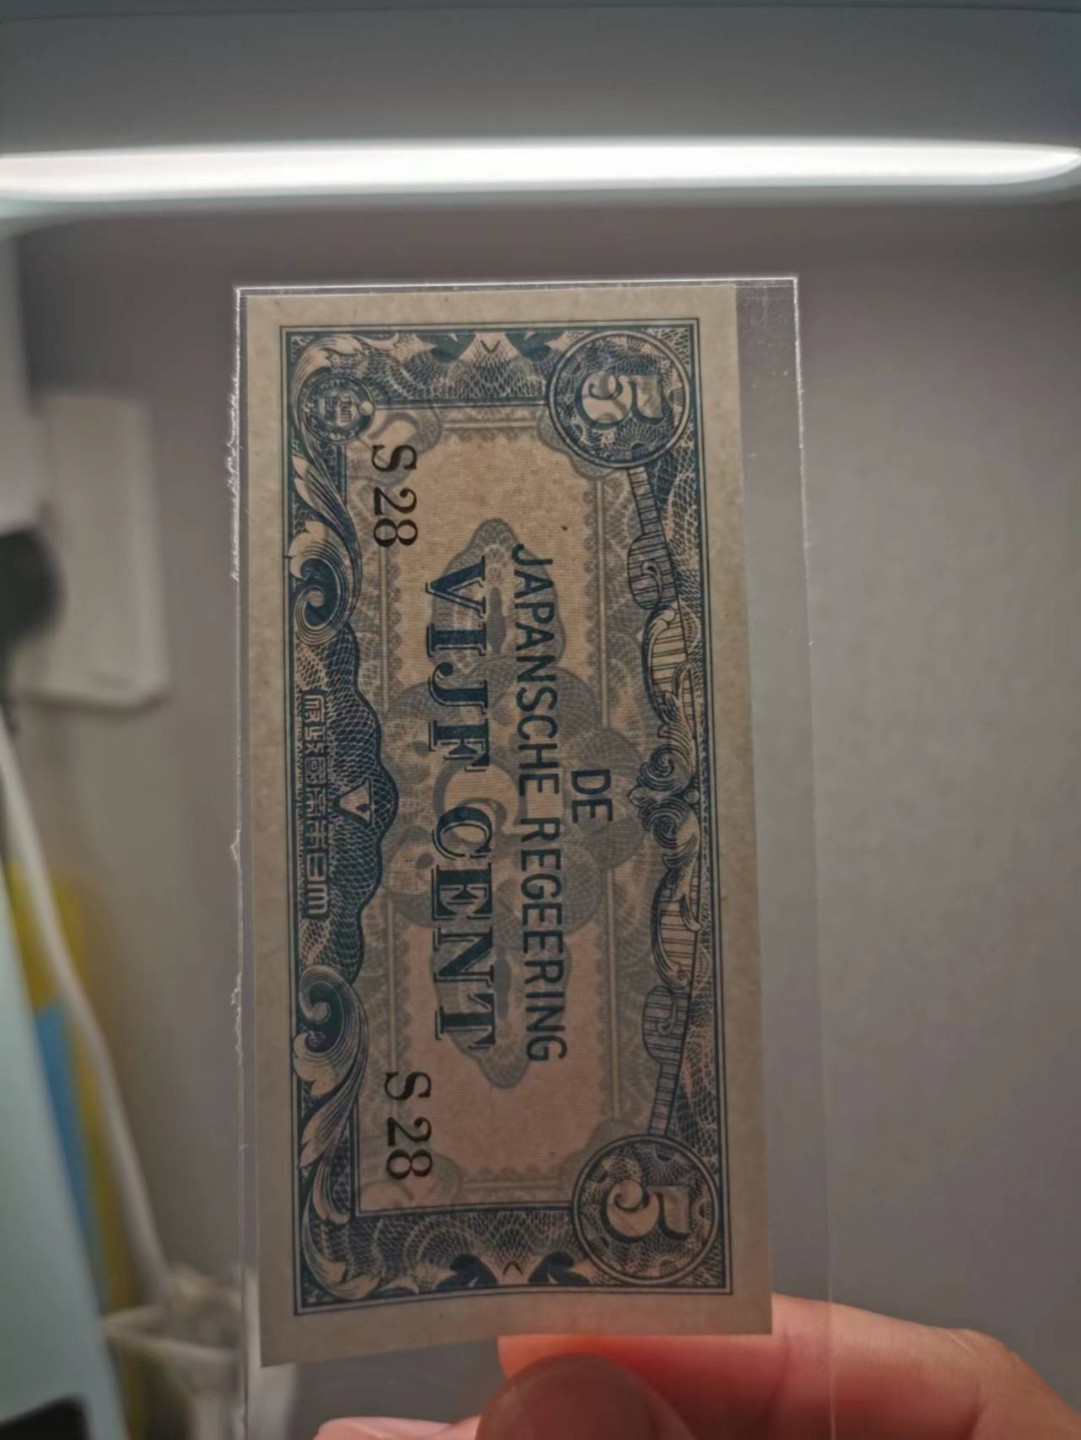 5
5
DE
JAPANSCHE REGEERING
VIJF CENT
S 28
S 28
府政國帝本日大